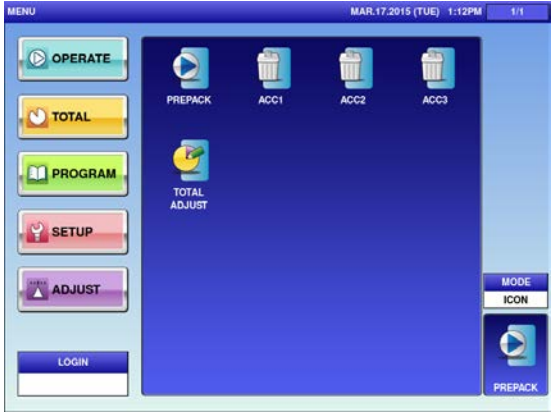 MENU
MAR.17.2015 (TUE) 1:12PM
1/1
OPERATE
TOTAL
PROGRAM
SETUP
ADJUST
LOGIN
PREPACK
ACC1
ACC2
ACC3
TOTAL
ADJUST
MODE
ICON
PREPACK